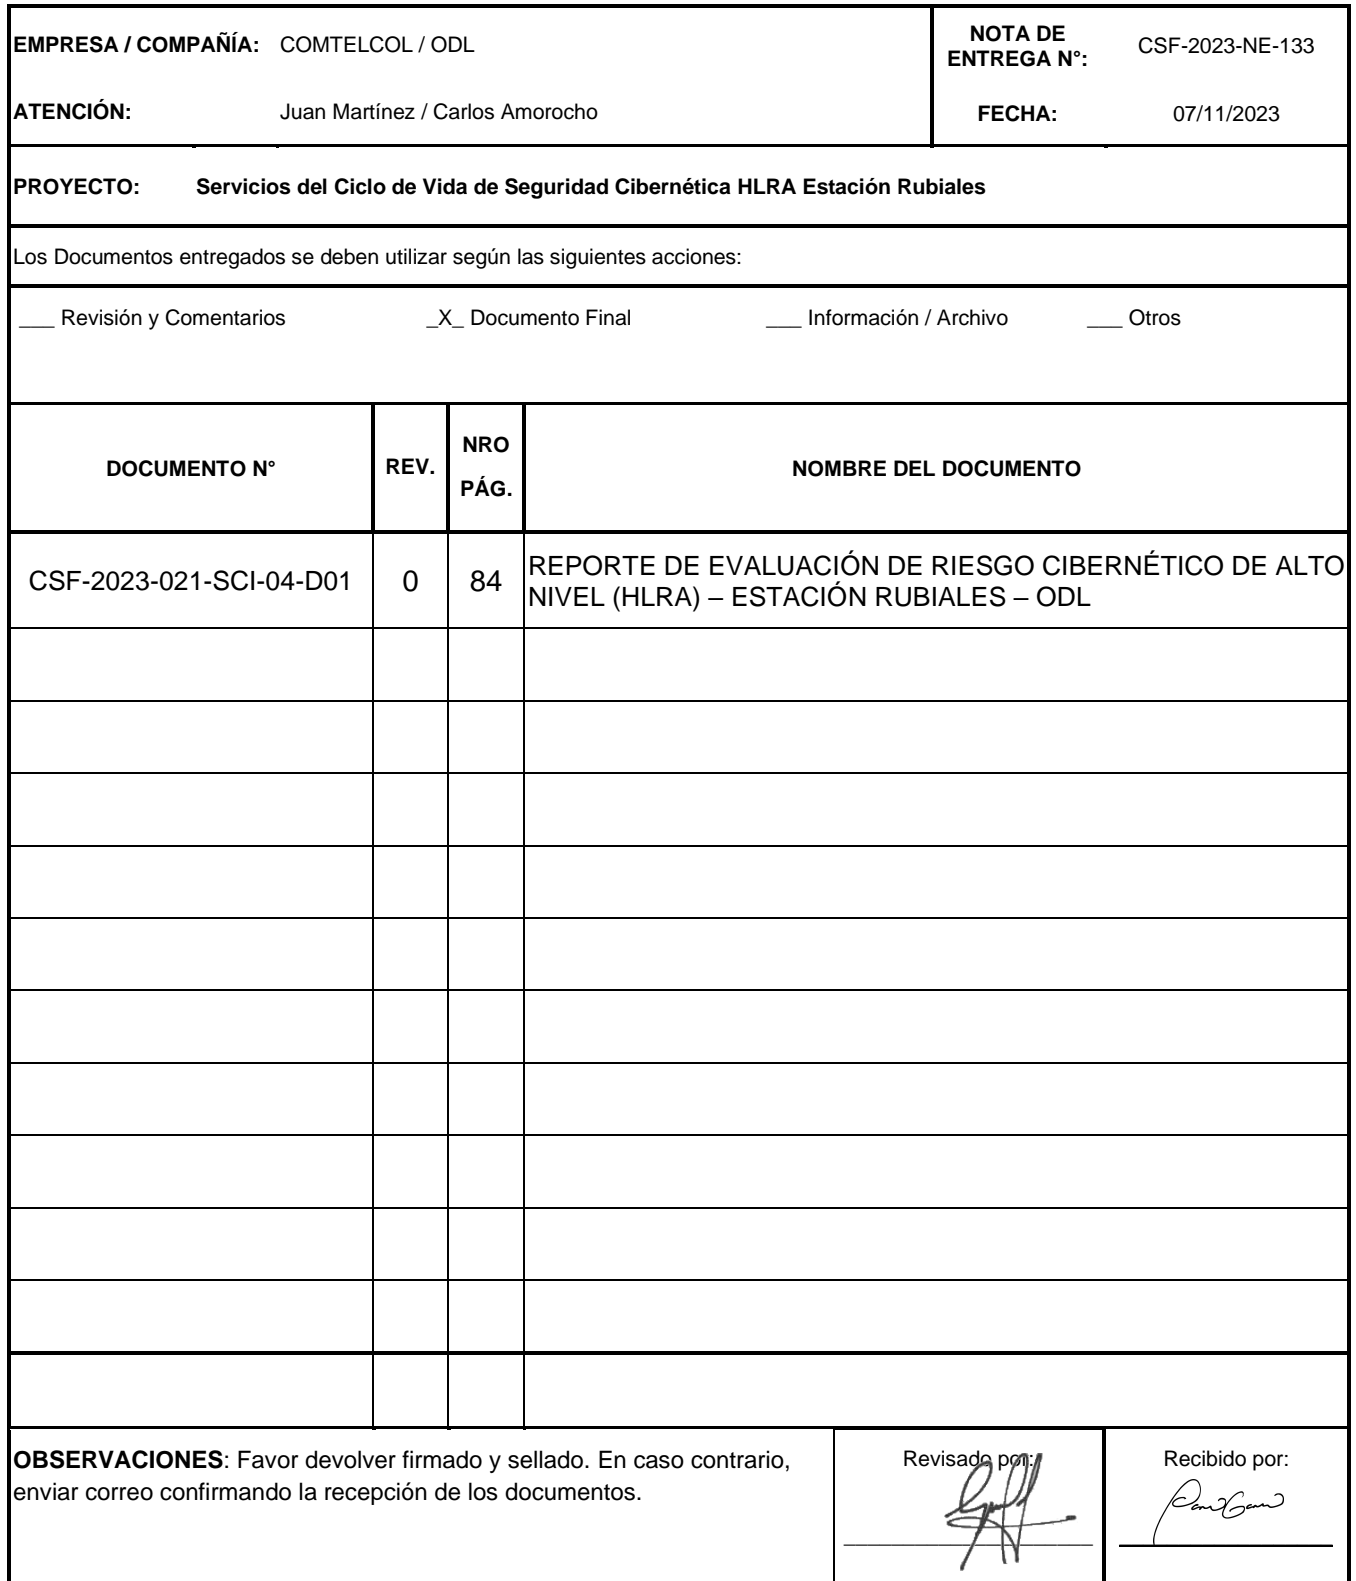 EMPRESA / COMPAÑÍA: COMTELCOL / ODL
NOTA DE
ENTREGA N°:
CSF-2023-NE-133
ATENCIÓN: Juan Martínez / Carlos Amorocho
FECHA: 07/11/2023
PROYECTO: Servicios del Ciclo de Vida de Seguridad Cibernética HLRA Estación Rubiales
Los Documentos entregados se deben utilizar según las siguientes acciones:
___ Revisión y Comentarios _X_ Documento Final ___ Información / Archivo ___ Otros
DOCUMENTO N°
REV.
NRO
PÁG.
NOMBRE DEL DOCUMENTO
CSF-2023-021-SCI-04-D01
0
84
REPORTE DE EVALUACIÓN DE RIESGO CIBERNÉTICO DE ALTO
NIVEL (HLRA) – ESTACIÓN RUBIALES – ODL
OBSERVACIONES: Favor devolver firmado y sellado. En caso contrario,
enviar correo confirmando la recepción de los documentos.
Revisado por:
Recibido por: